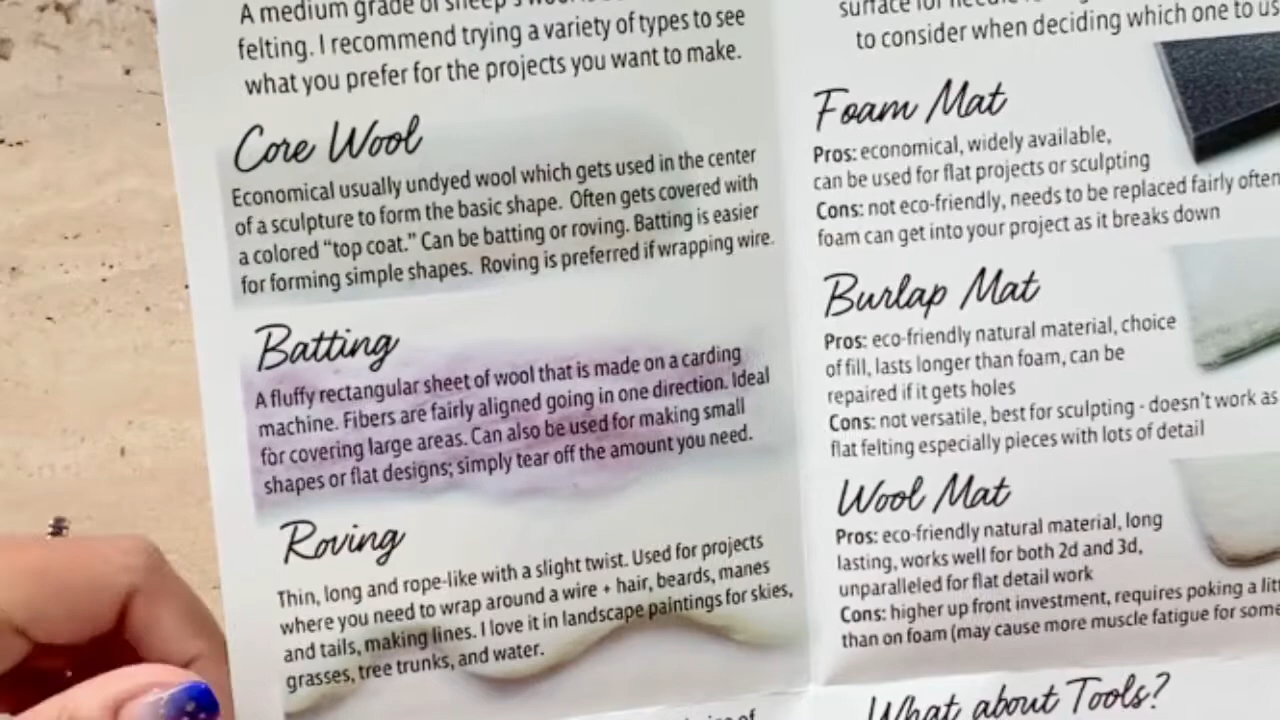 A medium grade of sheep's wool
felting. I recommend trying a variety of types to see
what you prefer for the projects you want to make.
Core Wool
Economical usually undyed wool which gets used in the center
of a sculpture to form the basic shape. Often gets covered with
a colored “top coat.” Can be batting or roving. Batting is easier
for forming simple shapes. Roving is preferred if wrapping wire.
Batting
A fluffy rectangular sheet of wool that is made on a carding
machine. Fibers are fairly aligned going in one direction. Ideal
for covering large areas. Can also be used for making small
shapes or flat designs; simply tear off the amount you need.
Roving
Thin, long and rope-like with a slight twist. Used for projects
where you need to wrap around a wire + hair, beards, manes
and tails, making lines. I love it in landscape paintings for skies,
grasses, tree trunks, and water.
of
surface for
to consider when deciding which one to us
Foam Mat
Pros: economical, widely available,
can be used for flat projects or sculpting
Cons: not eco-friendly, needs to be replaced fairly often
foam can get into your project as it breaks down
Burlap Mat
Pros: eco-friendly natural material, choice
of fill, lasts longer than foam, can be
repaired if it gets holes
Cons: not versatile, best for sculpting - doesn't work as
flat felting especially pieces with lots of detail
Wool Mat
Pros: eco-friendly natural material, long
lasting, works well for both 2d and 3d,
unparalleled for flat detail work
Cons: higher up front investment, requires poking a litt
than on foam (may cause more muscle fatigue for some
What about Tools?